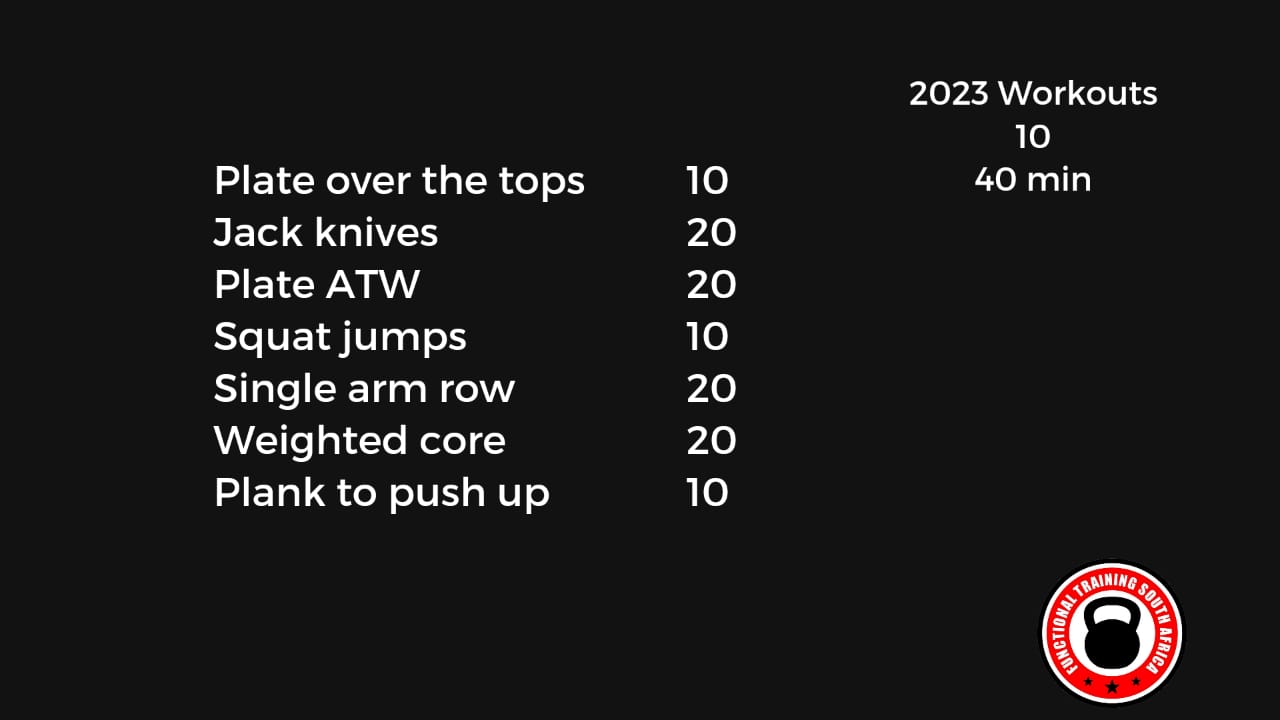 2023 Workouts
10
40 min
Plate over the tops 10
Jack knives 20
Plate ATW 20
Squat jumps 10
Single arm row 20
Weighted core 20
Plank to push up 10
FUNCTIONAL TRAINING SOUTH AFRICA